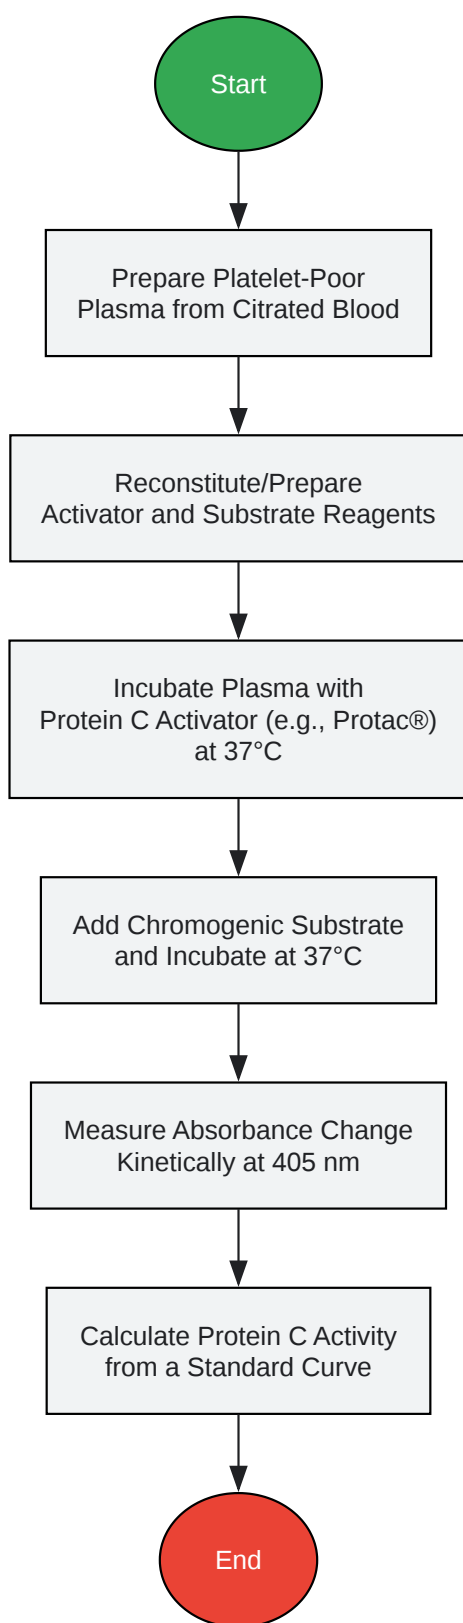 Start
Prepare Platelet-Poor
Plasma from Citrated Blood
Reconstitute/Prepare
Activator and Substrate Reagents
Incubate Plasma with
Protein C Activator (e.g., Protac®)
at 37°C
Add Chromogenic Substrate
and Incubate at 37°C
Measure Absorbance Change
Kinetically at 405 nm
Calculate Protein C Activity
from a Standard Curve
End